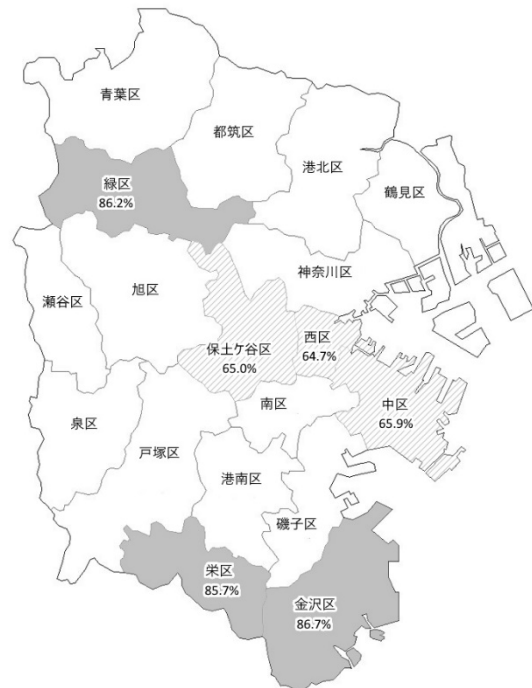 青葉区
都筑区
港北区
緑区
86.2%
鶴見区
神奈川区
旭区
瀬谷区
保土ケ谷区
65.0%
西区
64.7%
中区
65.9%
南区
泉区
戸塚区
港南区
磯子区
栄区
85.7%
金沢区
86.7%